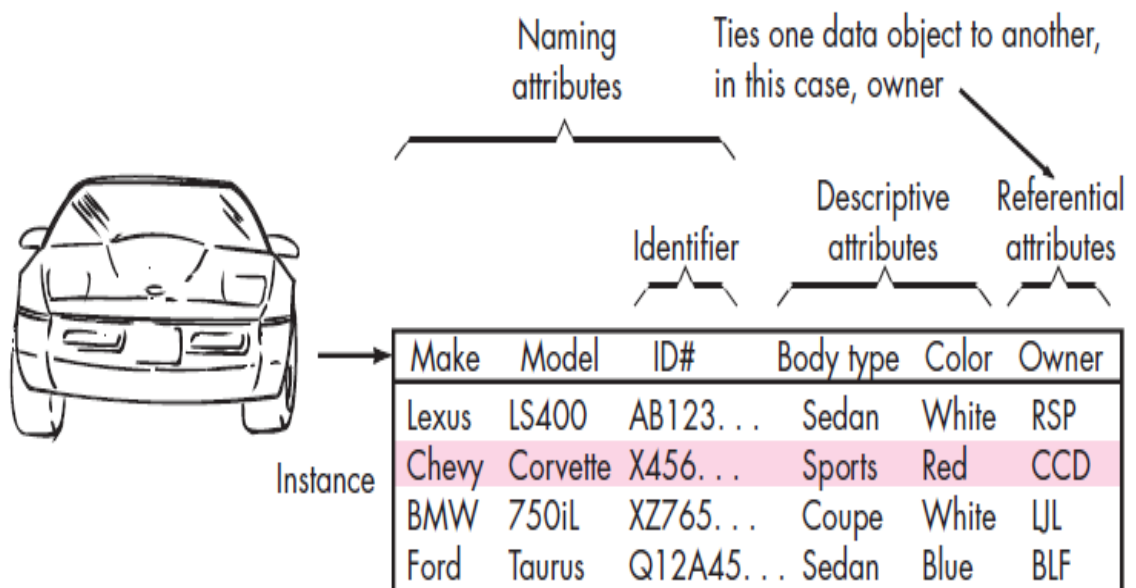 Naming
attributes
Ties one data object to another,
in this case, owner
Identifier
Descriptive
attributes
Referential
attributes
Make Model ID# Body type Color Owner
Lexus LS400 AB123. . . Sedan White RSP
Instance
Chevy Corvette X456. . . Sports Red CCD
BMW 750iL XZ765. . . Coupe White LJL
Ford Taurus Q12A45. . . Sedan Blue BLF